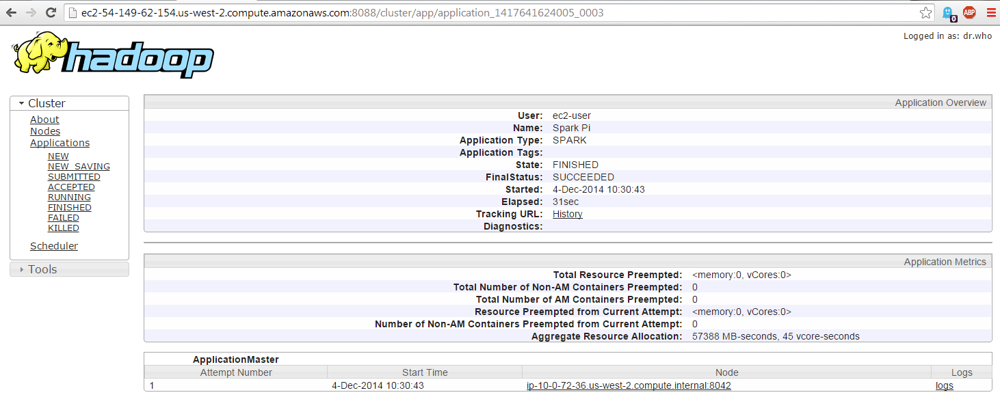 ec2-54-149-62-154.us-west-2.compute.amazonaws.com:8088/cluster/app/application_1417641624005_0003
0
ABP
Logged in as: dr.who
hadoop
Cluster
About
Nodes
Applications
NEW
NEW_SAVING
SUBMITTED
ACCEPTED
RUNNING
FINISHED
FAILED
KILLED
Scheduler
Tools
Application Overview
User: ec2-user
Name: Spark Pi
Application Type: SPARK
Application Tags:
State: FINISHED
FinalStatus: SUCCEEDED
Started: 4-Dec-2014 10:30:43
Elapsed: 31sec
Tracking URL: History
Diagnostics:
Application Metrics
Total Resource Preempted: <memory:0, vCores:0>
Total Number of Non-AM Containers Preempted: 0
Total Number of AM Containers Preempted: 0
Resource Preempted from Current Attempt: <memory:0, vCores:0>
Number of Non-AM Containers Preempted from Current Attempt: 0
Aggregate Resource Allocation: 57388 MB-seconds, 45 vcore-seconds
ApplicationMaster
Attempt Number Start Time Node Logs
1 4-Dec-2014 10:30:43 ip-10-0-72-36.us-west-2.compute.internal:8042 logs